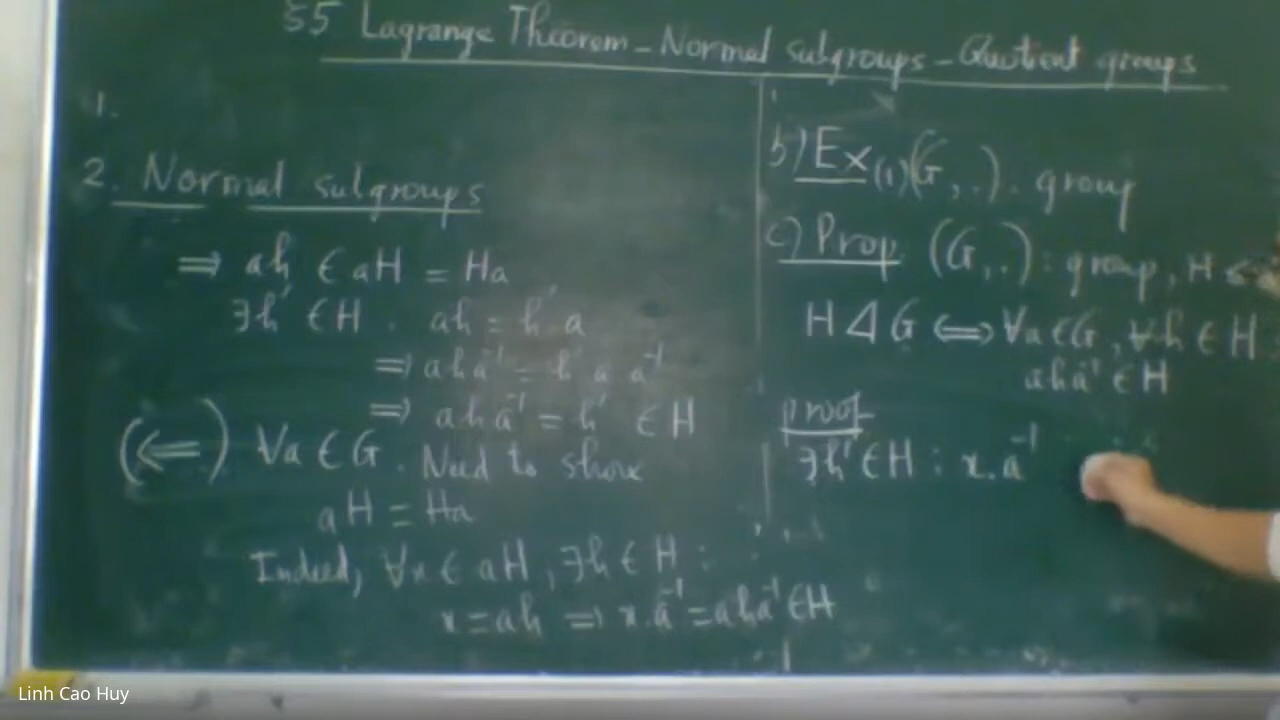 §5 Lagrange Theorem - Normal subgroups - Quotient groups
1.
2. Normal subgroups
⇒ ah ∈ aH = Ha
∃h' ∈ H . ah = h'a
⇒ aha⁻¹ = h' a a⁻¹
⇒ aha⁻¹ = h' ∈ H
(⇐) ∀a ∈ G . Need to show
aH = Ha
Indeed, ∀x ∈ aH, ∃h ∈ H :
x = ah ⇒ x.a⁻¹ = aha⁻¹ ∈ H
b) Ex (1) (G, .) . group
c) Prop (G, .) : group, H ≤
H ⊲ G ⇔ ∀a ∈ G, ∀h ∈ H
aha⁻¹ ∈ H
proof
∃h' ∈ H : x.a⁻¹
Linh Cao Huy